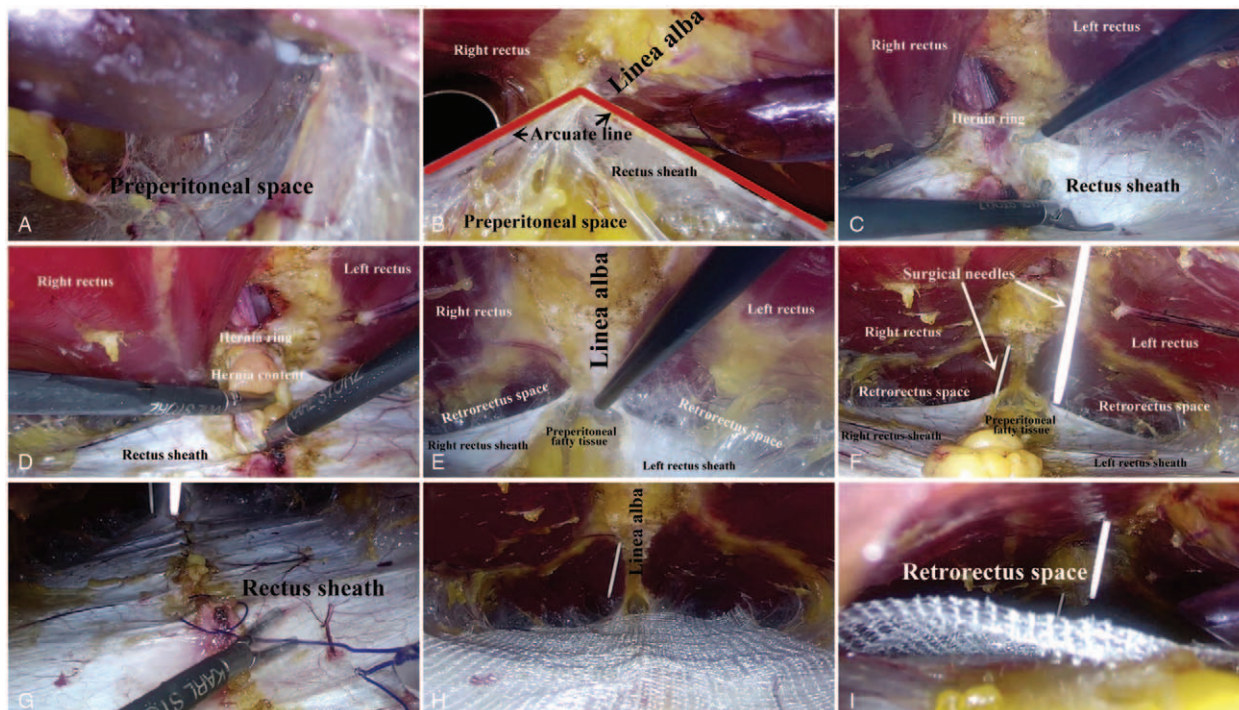 Preperitoneal space
A
Right rectus
Linea alba
Arcuate line
Rectus sheath
Preperitoneal space
B
Right rectus
Left rectus
Hernia ring
Rectus sheath
C
Right rectus
Left rectus
Hernia ring
Hernia content
Rectus sheath
D
Linea alba
Right rectus
Left rectus
Retrorectus space
Retrorectus space
Preperitoneal
fatty tissue
Right rectus sheath
Left rectus sheath
E
Surgical needles
Right rectus
Left rectus
Retrorectus space
Retrorectus space
Preperitoneal
fatty tissue
Right rectus sheath
Left rectus sheath
F
Rectus sheath
KARL ST
G
Linea alba
H
Retrorectus space
I